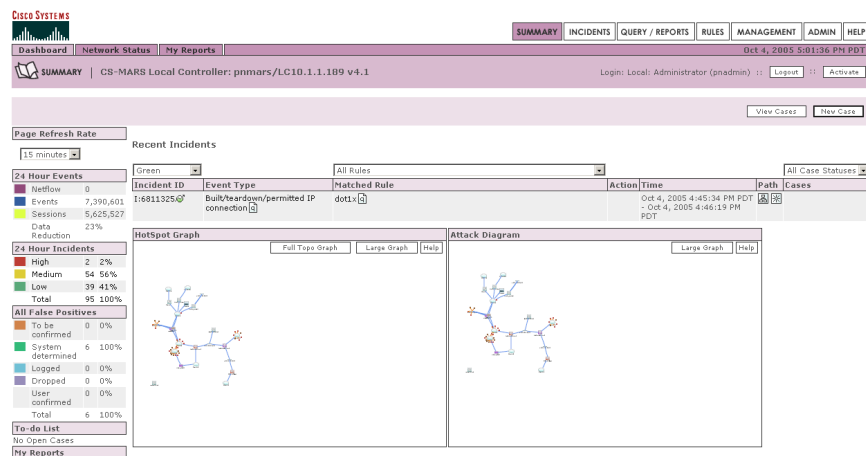 CISCO SYSTEMS
SUMMARY INCIDENTS QUERY / REPORTS RULES MANAGEMENT ADMIN HELP
Dashboard Network Status My Reports Oct 4, 2005 5:01:36 PM PDT
SUMMARY | CS-MARS Local Controller: pnmars/LC10.1.1.189 v4.1 Login: Local: Administrator (pnadmin) :: Logout :: Activate
View Cases New Case
Page Refresh Rate
15 minutes
Recent Incidents
24 Hour Events
Netflow 0
Events 7,390,601
Sessions 5,625,527
Data Reduction 23%
24 Hour Incidents
High 2 2%
Medium 54 56%
Low 39 41%
Total 95 100%
All False Positives
To be confirmed 0 0%
System determined 6 100%
Logged 0 0%
Dropped 0 0%
User confirmed 0 0%
Total 6 100%
To-do List
No Open Cases
My Reports
Green All Rules All Case Statuses
Incident ID Event Type Matched Rule Action Time Path Cases
I:6811325 Built/teardown/permitted IP connection q dot1x q Oct 4, 2005 4:45:34 PM PDT - Oct 4, 2005 4:46:19 PM PDT
HotSpot Graph
Full Topo Graph Large Graph Help
Attack Diagram
Large Graph Help